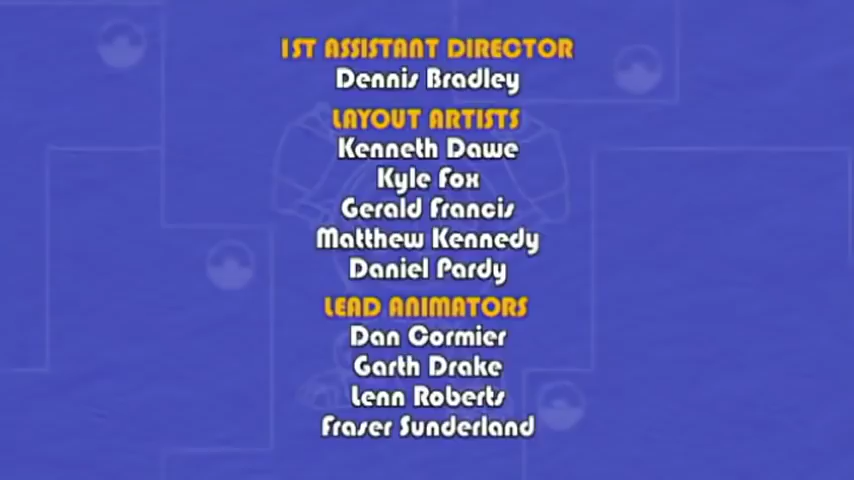 1ST ASSISTANT DIRECTOR
Dennis Bradley
LAYOUT ARTISTS
Kenneth Dawe
Kyle Fox
Gerald Francis
Matthew Kennedy
Daniel Pardy
LEAD ANIMATORS
Dan Cormier
Garth Drake
Lenn Roberts
Fraser Sunderland